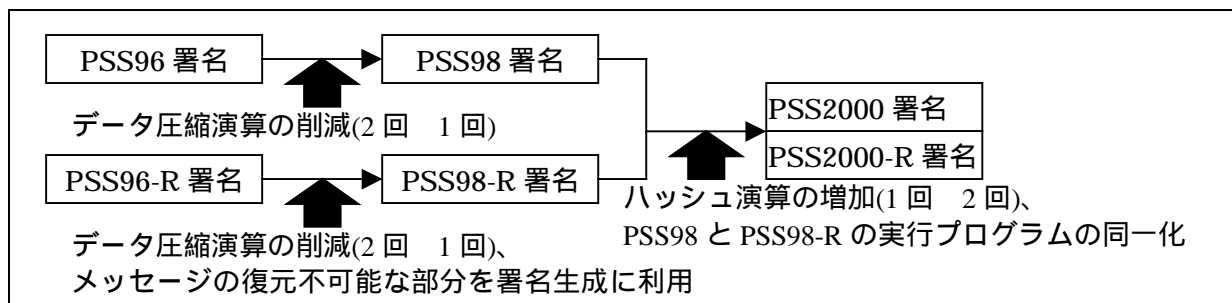 PSS96 署名
PSS98 署名
データ圧縮演算の削減(2 回　1 回)
PSS2000 署名
PSS2000-R 署名
PSS96-R 署名
PSS98-R 署名
ハッシュ演算の増加(1 回　2 回)、
PSS98 と PSS98-R の実行プログラムの同一化
データ圧縮演算の削減(2 回　1 回)、
メッセージの復元不可能な部分を署名生成に利用